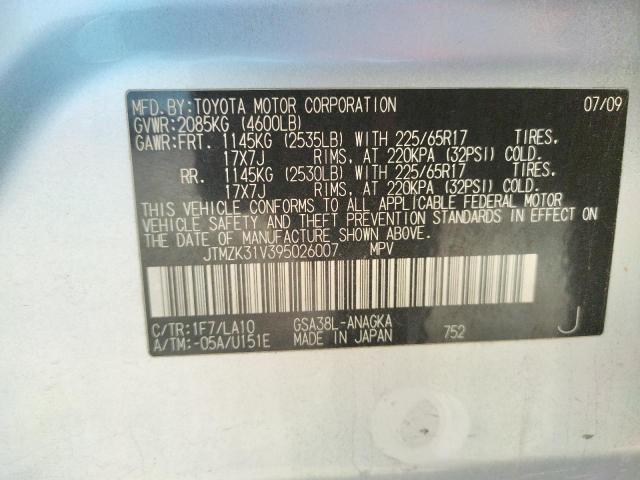 MFD.BY:TOYOTA MOTOR CORPORATION 07/09
GVWR:2085KG (4600LB)
GAWR:FRT. 1145KG (2535LB) WITH 225/65R17 TIRES,
17X7J RIMS, AT 220KPA (32PSI) COLD.
RR. 1145KG (2530LB) WITH 225/65R17 TIRES,
17X7J RIMS, AT 220KPA (32PSI) COLD.
THIS VEHICLE CONFORMS TO ALL APPLICABLE FEDERAL MOTOR
VEHICLE SAFETY AND THEFT PREVENTION STANDARDS IN EFFECT ON
THE DATE OF MANUFACTURE SHOWN ABOVE.
JTMZK31V395026007 MPV
C/TR:1F7/LA10 GSA38L-ANAGKA
A/TM:-05A/U151E MADE IN JAPAN 752 J